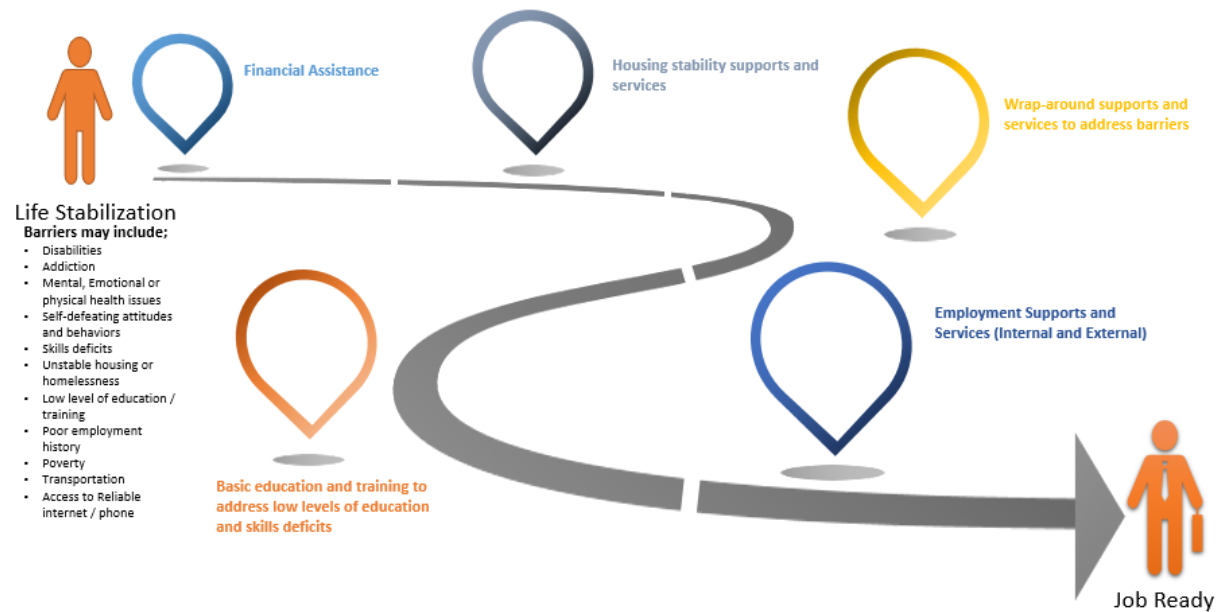 Financial Assistance
Housing stability supports and
services
Wrap-around supports and
services to address barriers
Life Stabilization
Barriers may include;
• Disabilities
• Addiction
• Mental, Emotional or
physical health issues
• Self-defeating attitudes
and behaviors
• Skills deficits
• Unstable housing or
homelessness
• Low level of education /
training
• Poor employment
history
• Poverty
• Transportation
• Access to Reliable
internet / phone
Basic education and training to
address low levels of education
and skills deficits
Employment Supports and
Services (Internal and External)
Job Ready